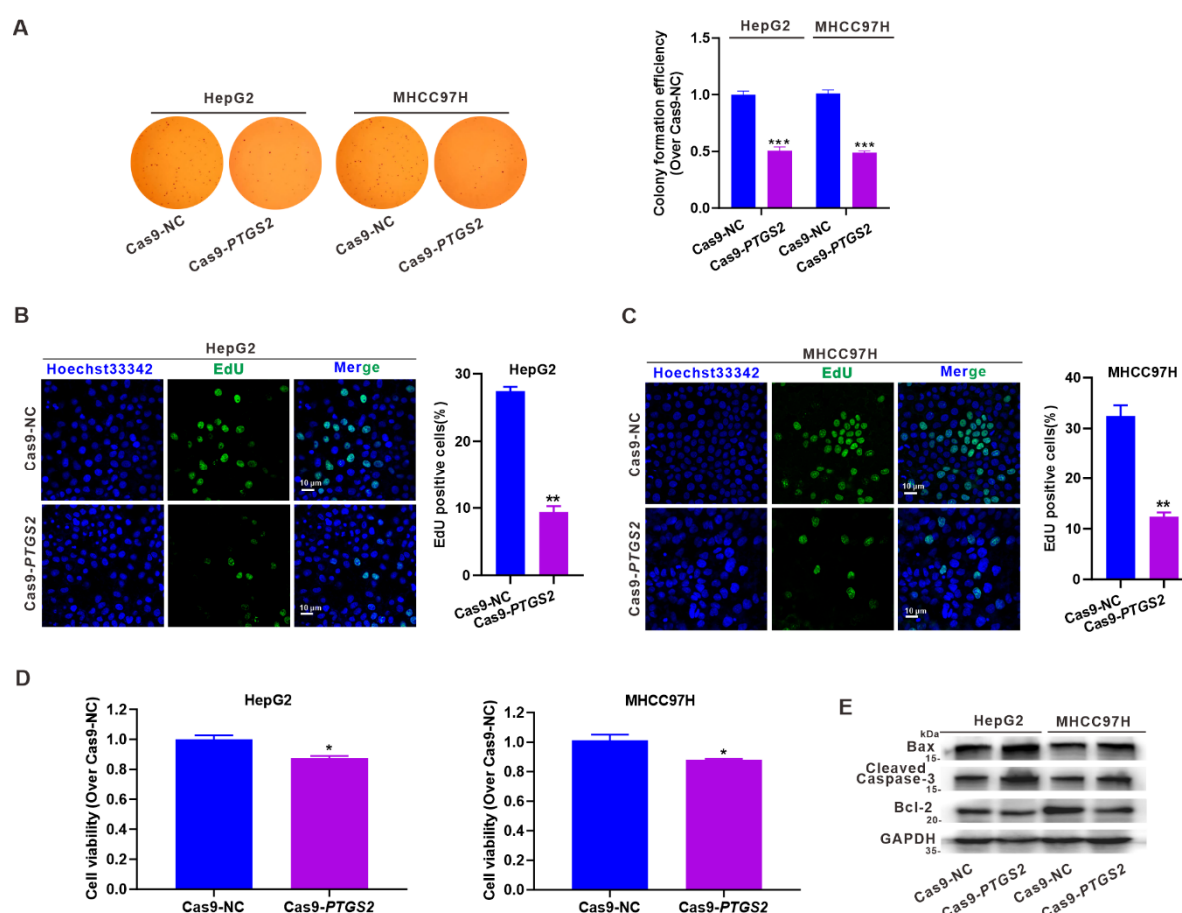 A
HepG2
MHCC97H
Cas9-NC
Cas9-PTGS2
Cas9-NC
Cas9-PTGS2
Colony formation efficiency
(Over Cas9-NC)
1.5
1.0
0.5
0.0
HepG2
MHCC97H
***
***
Cas9-NC
Cas9-PTGS2
Cas9-NC
Cas9-PTGS2
B
HepG2
Hoechst33342
EdU
Merge
Cas9-NC
10 μm
Cas9-PTGS2
10 μm
HepG2
EdU positive cells(%)
30
20
10
0
**
Cas9-NC
Cas9-PTGS2
C
MHCC97H
Hoechst33342
EdU
Merge
Cas9-NC
10 μm
Cas9-PTGS2
10 μm
MHCC97H
EdU positive cells(%)
40
30
20
10
0
**
Cas9-NC
Cas9-PTGS2
D
HepG2
Cell viability (Over Cas9-NC)
1.2
1.0
0.8
0.6
0.4
0.2
0.0
*
Cas9-NC
Cas9-PTGS2
MHCC97H
Cell viability (Over Cas9-NC)
1.2
1.0
0.8
0.6
0.4
0.2
0.0
*
Cas9-NC
Cas9-PTGS2
E
HepG2
MHCC97H
kDa
Bax
15-
Cleaved
Caspase-3
15-
Bcl-2
20-
GAPDH
35-
Cas9-NC
Cas9-PTGS2
Cas9-NC
Cas9-PTGS2